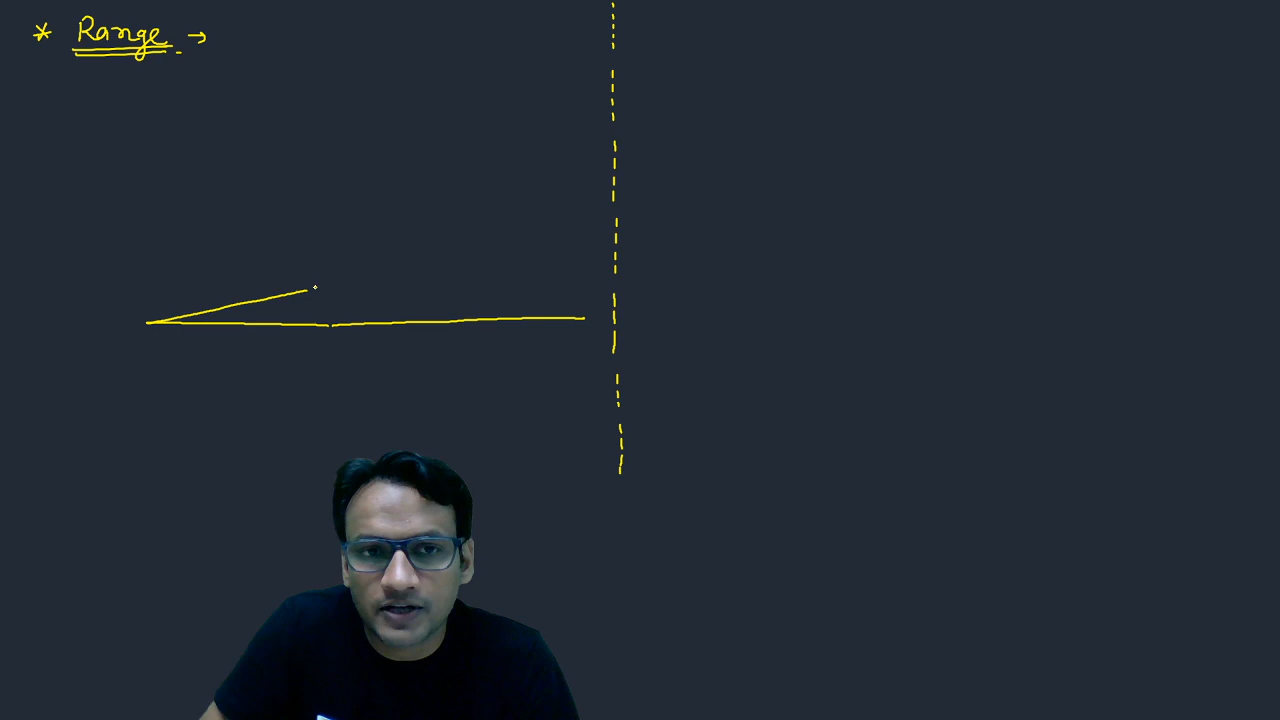 * Range →